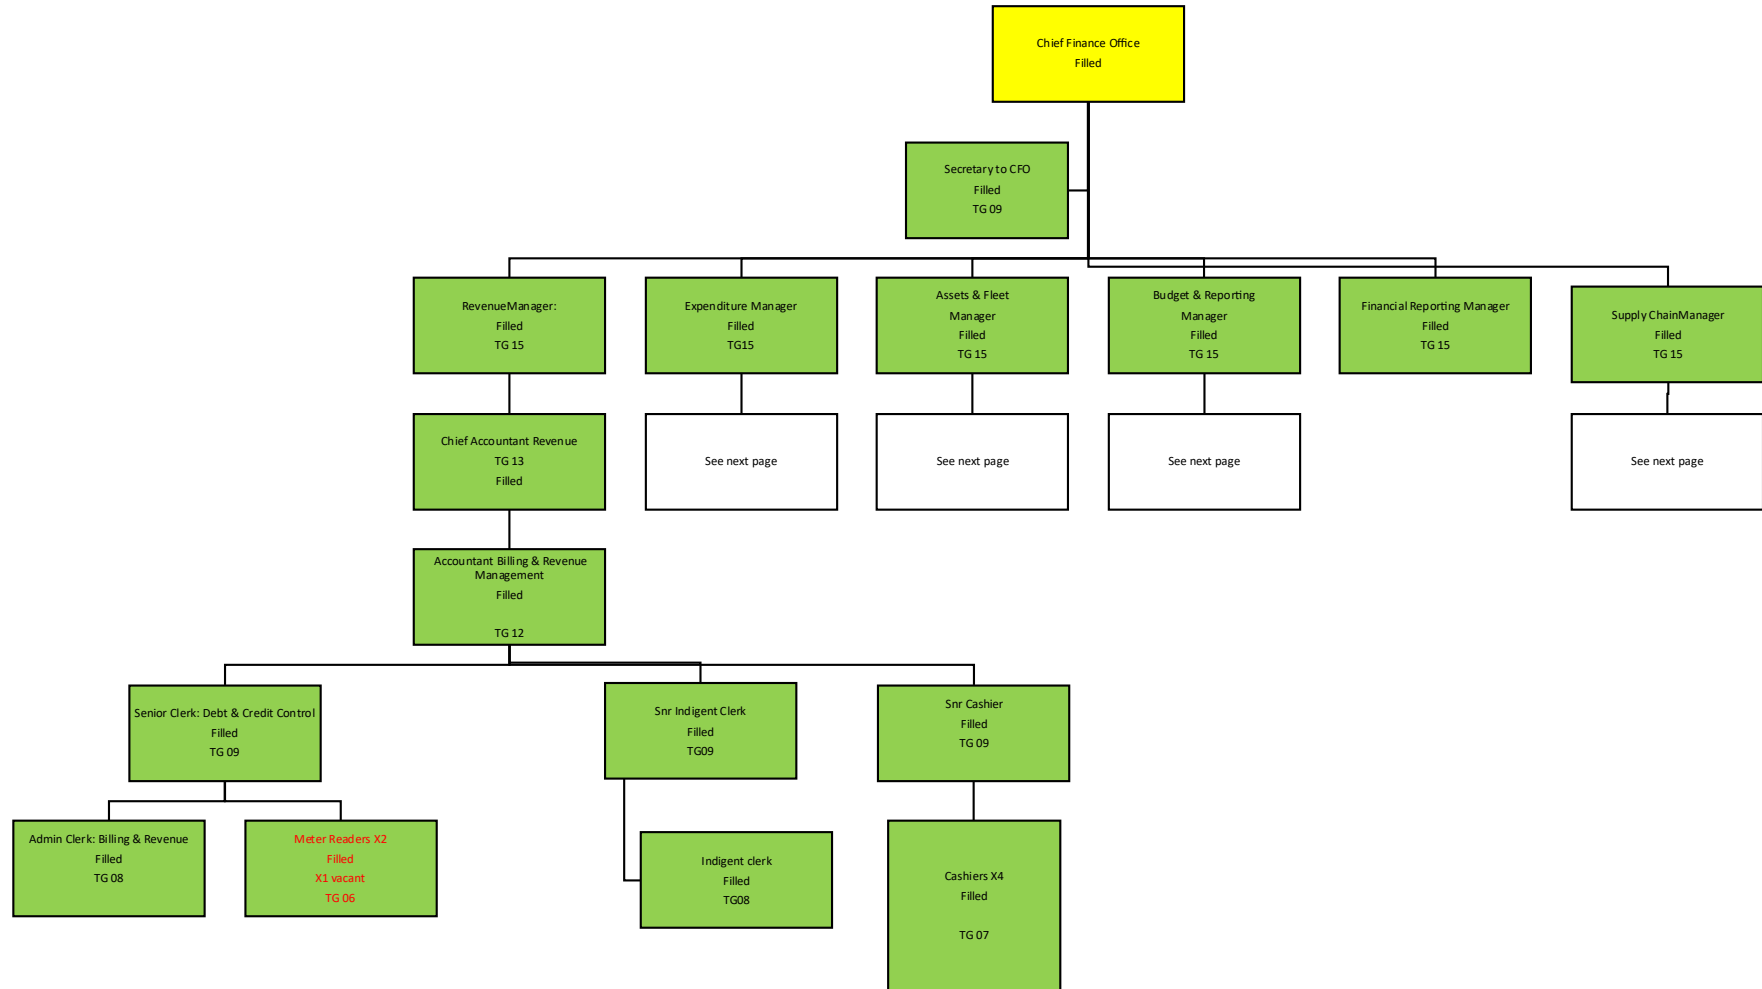 Chief Finance Office
Filled
Secretary to CFO
Filled
TG 09
RevenueManager:
Filled
TG 15
Expenditure Manager
Filled
TG15
Assets & Fleet
Manager
Filled
TG 15
Budget & Reporting
Manager
Filled
TG 15
Financial Reporting Manager
Filled
TG 15
Supply ChainManager
Filled
TG 15
Chief Accountant Revenue
TG 13
Filled
See next page
See next page
See next page
See next page
Accountant Billing & Revenue
Management
Filled
TG 12
Senior Clerk: Debt & Credit Control
Filled
TG 09
Snr Indigent Clerk
Filled
TG09
Snr Cashier
Filled
TG 09
Admin Clerk: Billing & Revenue
Filled
TG 08
Meter Readers X2
Filled
X1 vacant
TG 06
Indigent clerk
Filled
TG08
Cashiers X4
Filled
TG 07